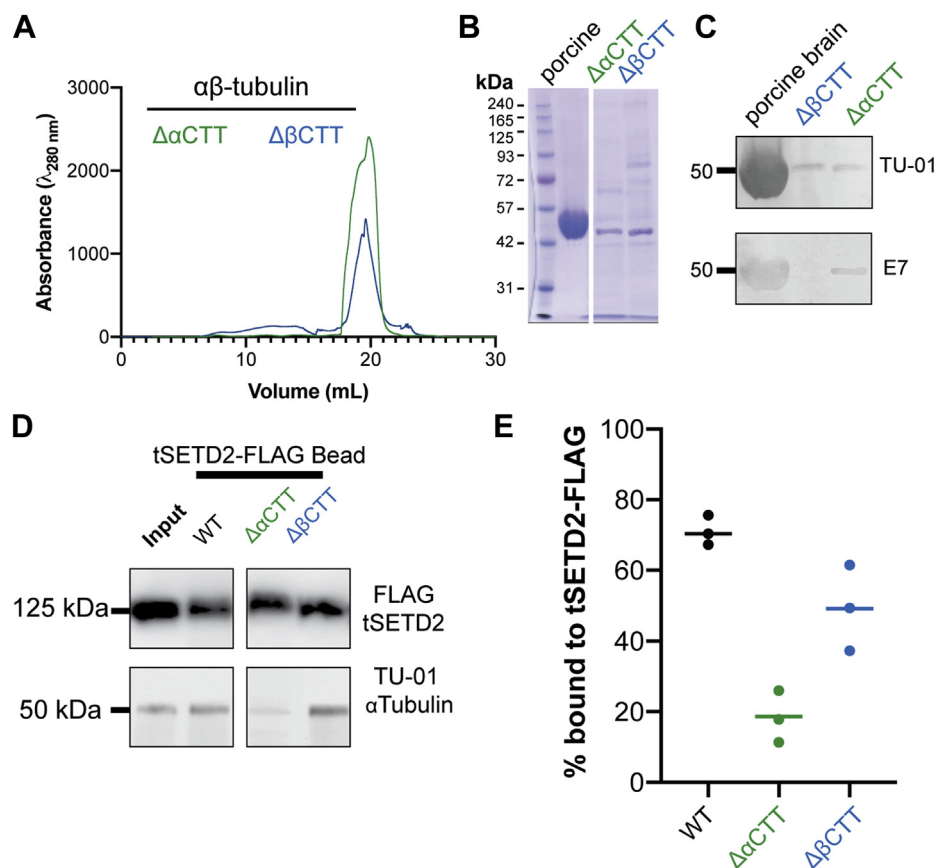 A
αβ-tubulin
ΔαCTT ΔβCTT
Absorbance (λ280 nm)
3000
2000
1000
0
0 10 20 30
Volume (mL)
B
kDa
porcine
ΔαCTT
ΔβCTT
240
165
125
93
72
57
42
31
C
porcine brain
ΔβCTT
ΔαCTT
50 TU-01
50 E7
D
tSETD2-FLAG Bead
Input
WT
ΔαCTT
ΔβCTT
125 kDa
FLAG
tSETD2
50 kDa
TU-01
αTubulin
E
% bound to tSETD2-FLAG
100
80
60
40
20
0
WT
ΔαCTT
ΔβCTT